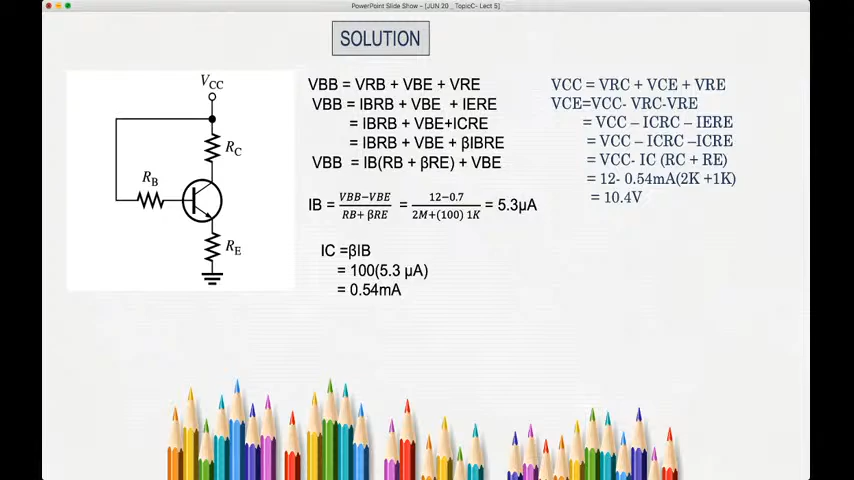 PowerPoint Slide Show - [JUN 20 _ TopicC- Lect 5]
SOLUTION
VCC
RC
RB
RE
VBB = VRB + VBE + VRE
VBB = IBRB + VBE + IERE
= IBRB + VBE+ICRE
= IBRB + VBE + βIBRE
VBB = IB(RB + βRE) + VBE
IB = VBB−VBE / RB+ βRE = 12−0.7 / 2M+(100) 1K = 5.3µA
IC =βIB
= 100(5.3 µA)
= 0.54mA
VCC = VRC + VCE + VRE
VCE=VCC- VRC-VRE
= VCC – ICRC – IERE
= VCC – ICRC –ICRE
= VCC- IC (RC + RE)
= 12- 0.54mA(2K +1K)
= 10.4V